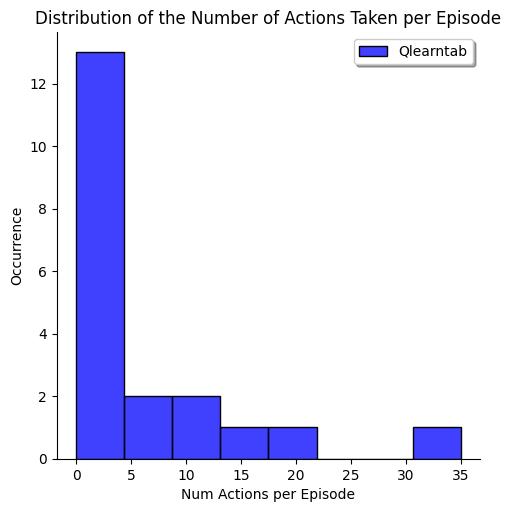 Distribution of the Number of Actions Taken per Episode
Qlearntab
12
10
8
6
4
2
0
Occurrence
0 5 10 15 20 25 30 35
Num Actions per Episode